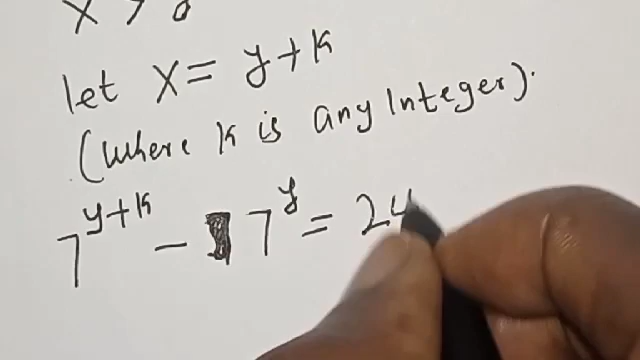 x > y
let x = y+k
(where k is any Integer).
7^{y+k} - 7^y = 24